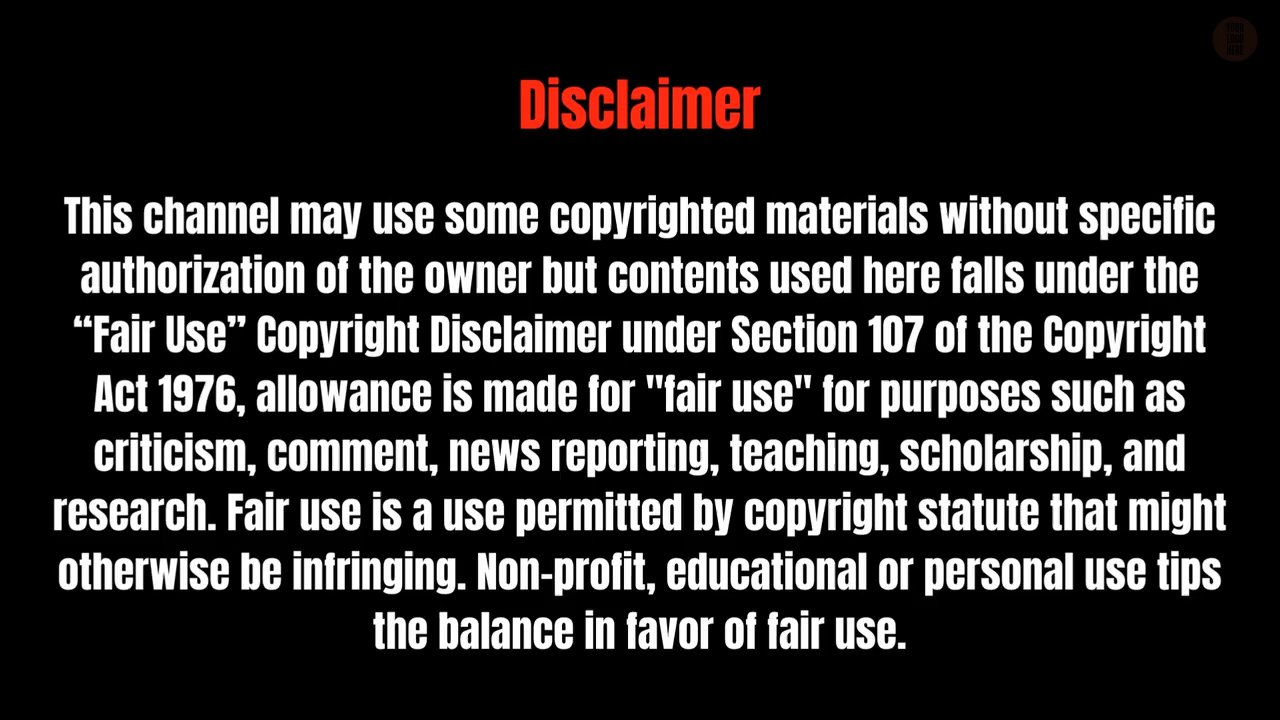 YOUR
LOGO
HERE
Disclaimer
This channel may use some copyrighted materials without specific
authorization of the owner but contents used here falls under the
“Fair Use” Copyright Disclaimer under Section 107 of the Copyright
Act 1976, allowance is made for "fair use" for purposes such as
criticism, comment, news reporting, teaching, scholarship, and
research. Fair use is a use permitted by copyright statute that might
otherwise be infringing. Non-profit, educational or personal use tips
the balance in favor of fair use.